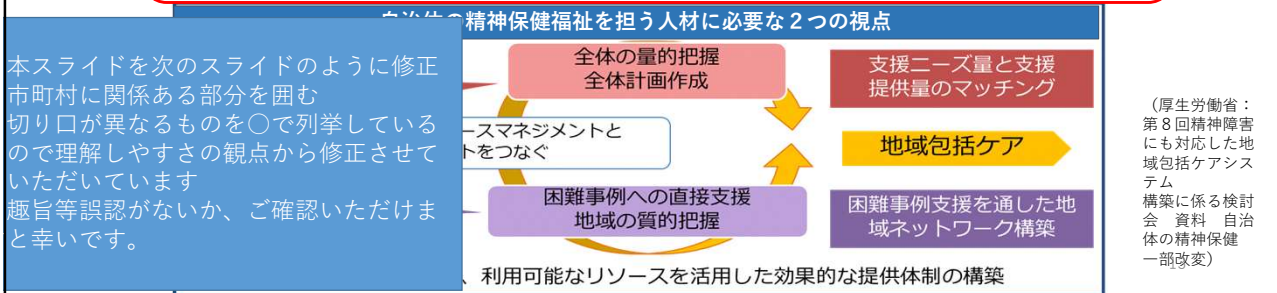 自治体の精神保健福祉を担う人材に必要な２つの視点
本スライドを次のスライドのように修正
市町村に関係ある部分を囲む
切り口が異なるものを○で列挙している
ので理解しやすさの観点から修正させて
いただいています
趣旨等誤認がないか、ご確認いただけま
と幸いです。
全体の量的把握
全体計画作成
支援ニーズ量と支援
提供量のマッチング
ースマネジメントと
トをつなぐ
地域包括ケア
困難事例への直接支援
地域の質的把握
困難事例支援を通した地
域ネットワーク構築
、利用可能なリソースを活用した効果的な提供体制の構築
（厚生労働省：
第８回精神障害
にも対応した地
域包括ケアシス
テム
構築に係る検討
会　資料　自治
体の精神保健
一部改変）